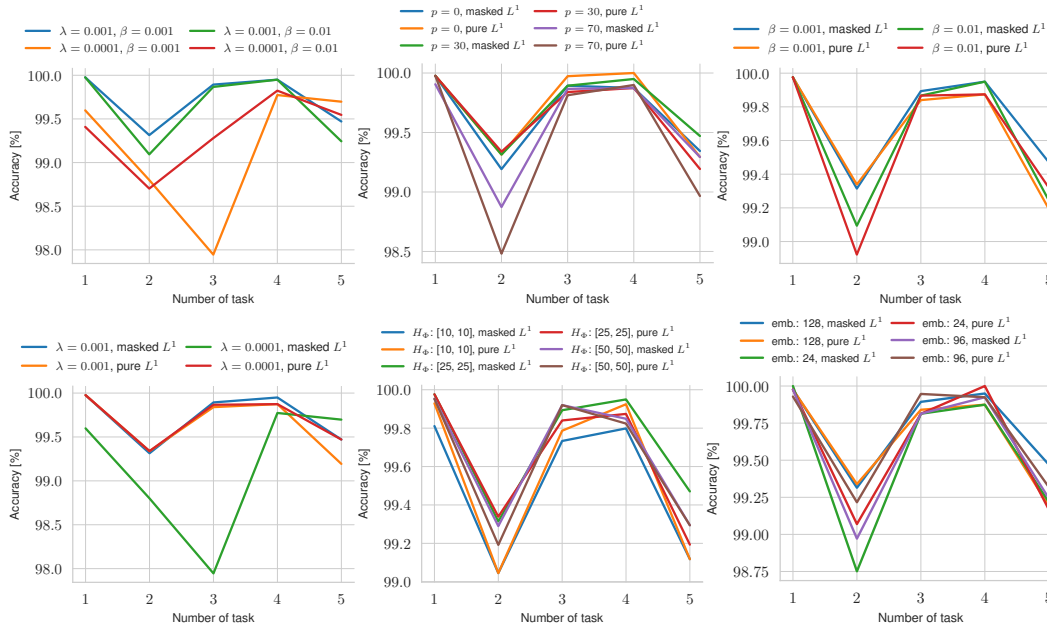 λ = 0.001, β = 0.001
λ = 0.001, β = 0.01
λ = 0.0001, β = 0.001
λ = 0.0001, β = 0.01
100.0
99.5
99.0
98.5
98.0
Accuracy [%]
1 2 3 4 5
Number of task
p = 0, masked L¹
p = 30, pure L¹
p = 0, pure L¹
p = 70, masked L¹
p = 30, masked L¹
p = 70, pure L¹
100.0
99.5
99.0
98.5
Accuracy [%]
1 2 3 4 5
Number of task
β = 0.001, masked L¹
β = 0.01, masked L¹
β = 0.001, pure L¹
β = 0.01, pure L¹
100.0
99.8
99.6
99.4
99.2
99.0
Accuracy [%]
1 2 3 4 5
Number of task
λ = 0.001, masked L¹
λ = 0.0001, masked L¹
λ = 0.001, pure L¹
λ = 0.0001, pure L¹
100.0
99.5
99.0
98.5
98.0
Accuracy [%]
1 2 3 4 5
Number of task
H_Φ: [10, 10], masked L¹
H_Φ: [25, 25], pure L¹
H_Φ: [10, 10], pure L¹
H_Φ: [50, 50], masked L¹
H_Φ: [25, 25], masked L¹
H_Φ: [50, 50], pure L¹
100.0
99.8
99.6
99.4
99.2
99.0
Accuracy [%]
1 2 3 4 5
Number of task
emb.: 128, masked L¹
emb.: 24, pure L¹
emb.: 128, pure L¹
emb.: 96, masked L¹
emb.: 24, masked L¹
emb.: 96, pure L¹
100.00
99.75
99.50
99.25
99.00
98.75
Accuracy [%]
1 2 3 4 5
Number of task